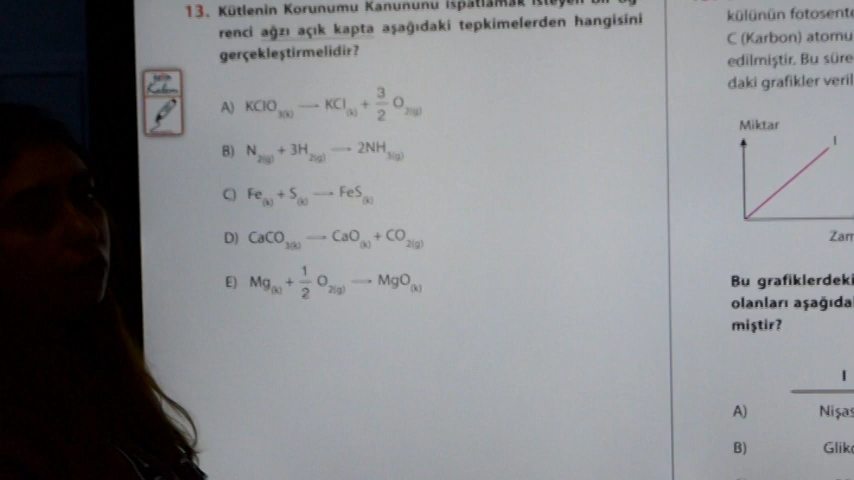 13. Kütlenin Korunumu Kanununu ispatlamak isteyen bir öğ-
renci ağzı açık kapta aşağıdaki tepkimelerden hangisini
gerçekleştirmelidir?
A) KClO3(k) → KCl(k) + 3/2 O2(g)
B) N2(g) + 3H2(g) → 2NH3(g)
C) Fe(k) + S(k) → FeS(k)
D) CaCO3(k) → CaO(k) + CO2(g)
E) Mg(k) + 1/2 O2(g) → MgO(k)
külünün fotosente
C (Karbon) atomu
edilmiştir. Bu süre
daki grafikler veril
Miktar
I
Zam
Bu grafiklerdeki
olanları aşağıda
miştir?
I
A) Nişas
B) Gliko